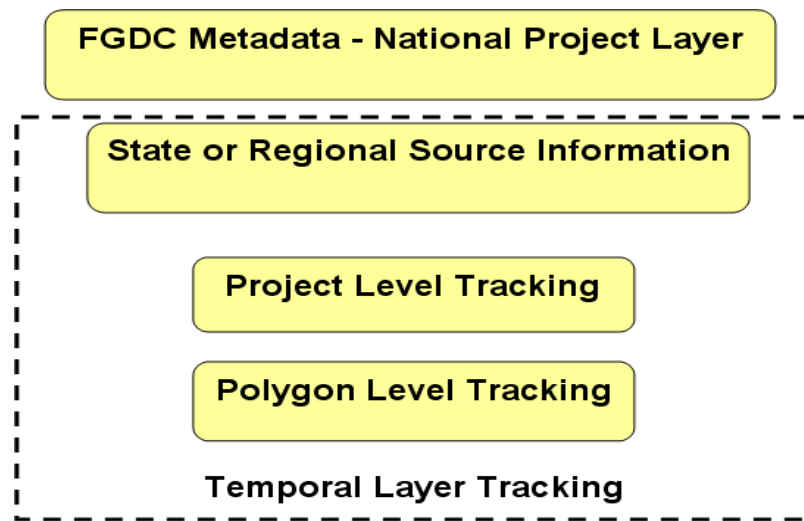 FGDC Metadata - National Project Layer
State or Regional Source Information
Project Level Tracking
Polygon Level Tracking
Temporal Layer Tracking